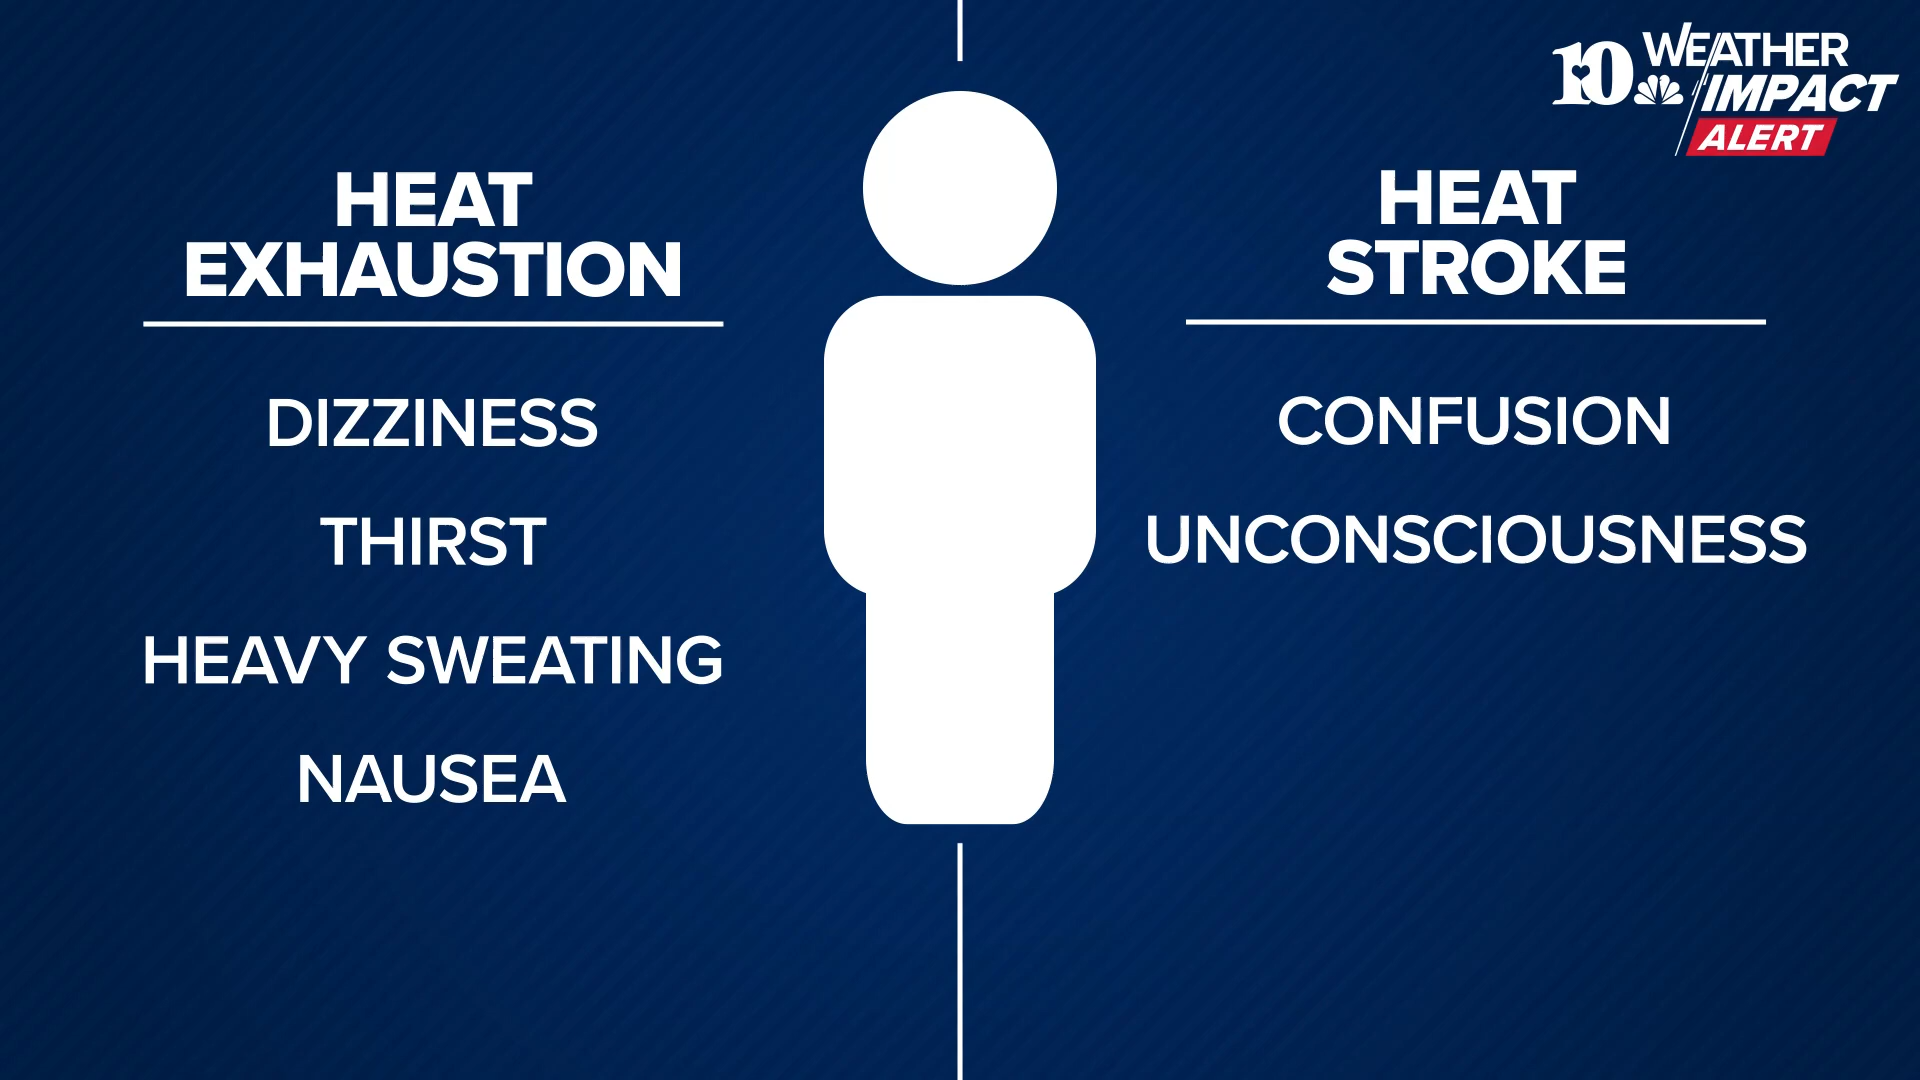 10 WEATHER
IMPACT
ALERT
HEAT
EXHAUSTION
DIZZINESS
THIRST
HEAVY SWEATING
NAUSEA
HEAT
STROKE
CONFUSION
UNCONSCIOUSNESS